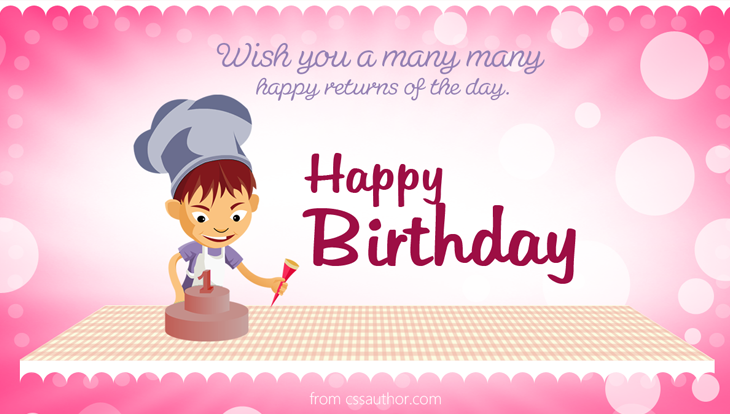 Wish you a many many
happy returns of the day.
Happy
Birthday
1
from cssauthor.com